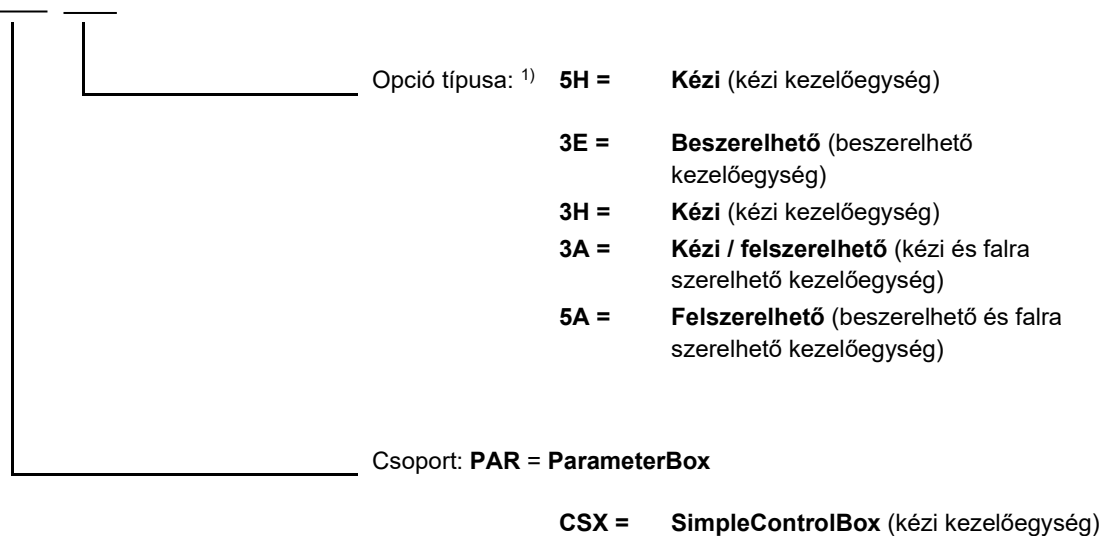 Opció típusa: 1) 5H = Kézi (kézi kezelőegység)
3E = Beszerelhető (beszerelhető
kezelőegység)
3H = Kézi (kézi kezelőegység)
3A = Kézi / felszerelhető (kézi és falra
szerelhető kezelőegység)
5A = Felszerelhető (beszerelhető és falra
szerelhető kezelőegység)
Csoport: PAR = ParameterBox
CSX = SimpleControlBox (kézi kezelőegység)